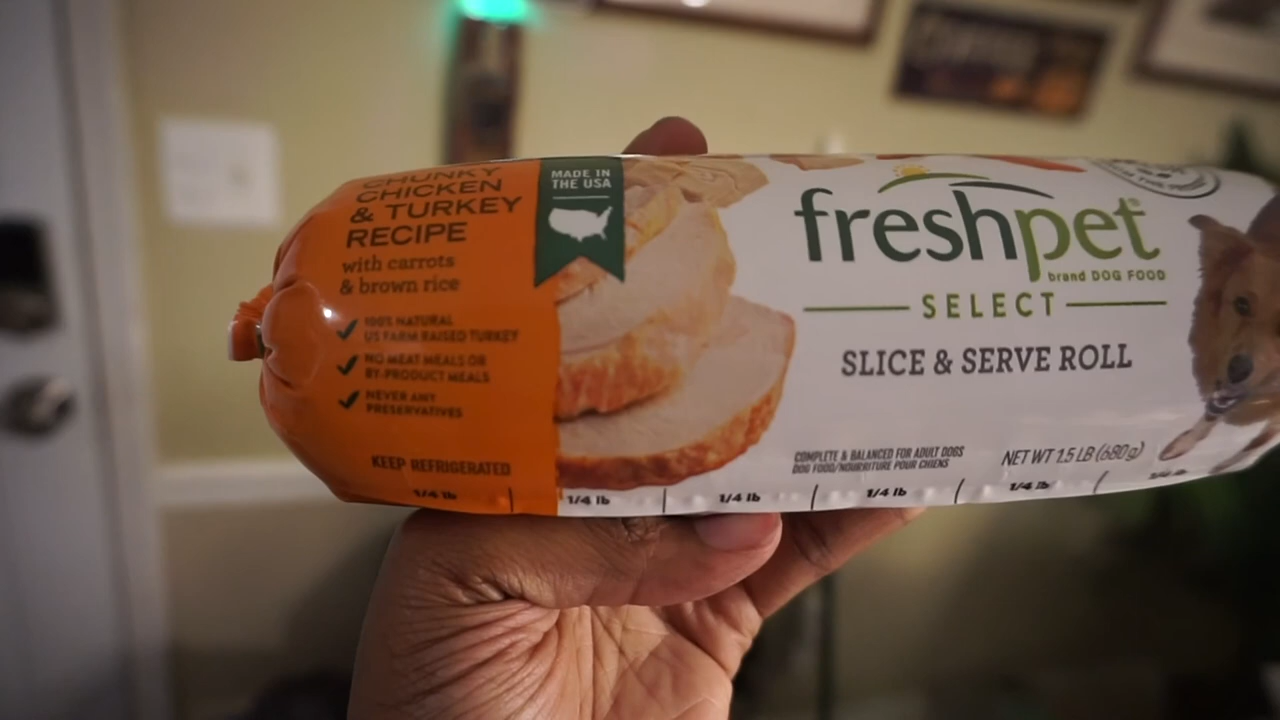 CHUNKY
CHICKEN
& TURKEY
RECIPE
with carrots
& brown rice
100% NATURAL
US FARM RAISED TURKEY
NO MEAT MEALS OR
BY-PRODUCT MEALS
NEVER ANY
PRESERVATIVES
KEEP REFRIGERATED
MADE IN
THE USA
freshpet®
brand DOG FOOD
SELECT
SLICE & SERVE ROLL
COMPLETE & BALANCED FOR ADULT DOGS
DOG FOOD/NOURRITURE POUR CHIENS
NET WT 1.5 LB (680g)
1/4 lb
1/4 lb
1/4 lb
1/4 lb
1/4 lb
1/4 lb